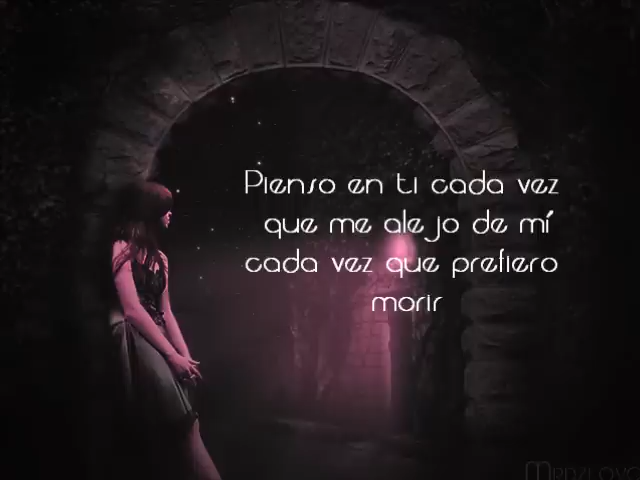 Pienso en ti cada vez
que me alejo de mí
cada vez que prefiero
morir